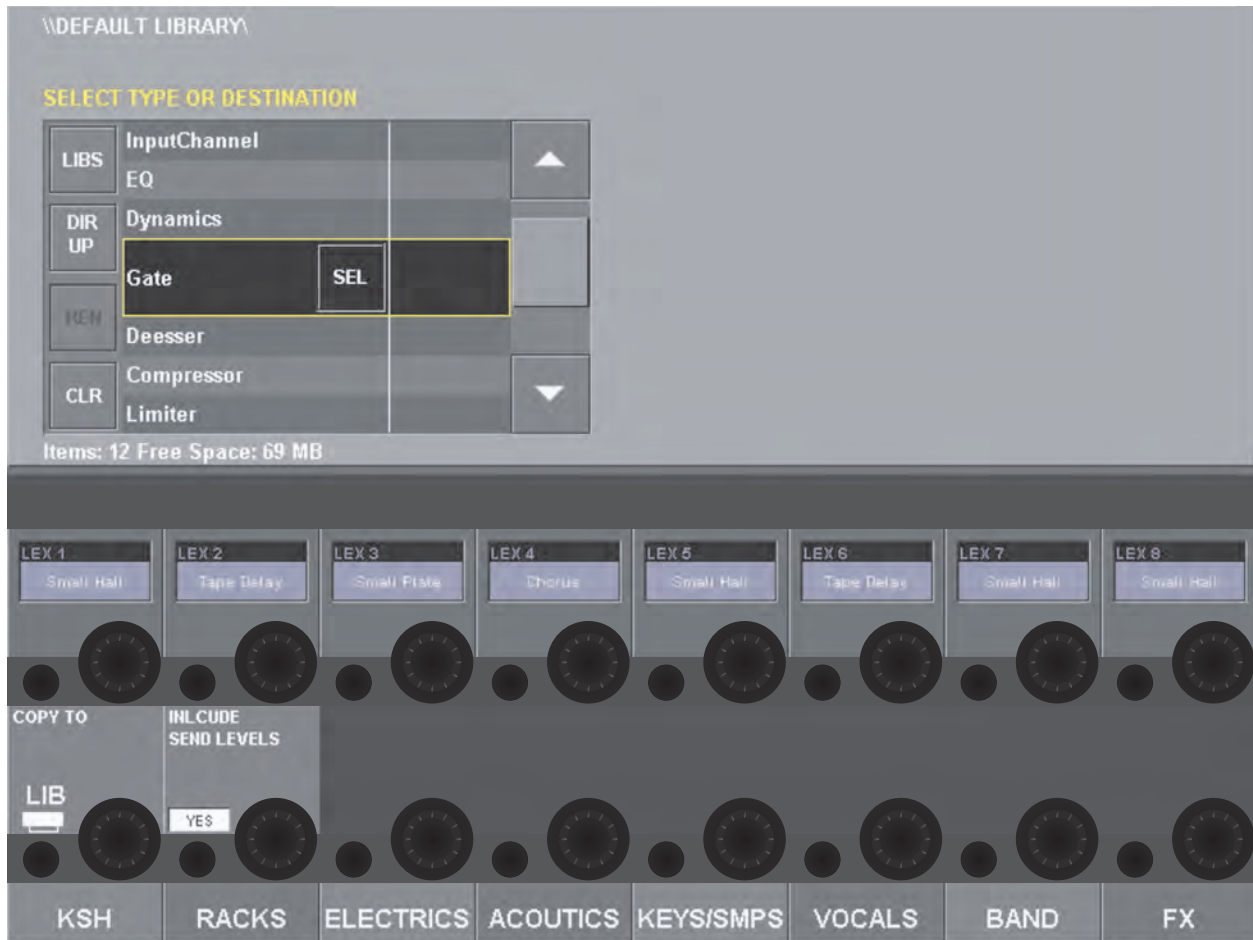 \\DEFAULT LIBRARY\
SELECT TYPE OR DESTINATION
LIBS
InputChannel
EQ
DIR UP
Dynamics
Gate SEL
REN
Deesser
CLR
Compressor
Limiter
Items: 12 Free Space: 69 MB
LEX 1 LEX 2 LEX 3 LEX 4 LEX 5 LEX 6 LEX 7 LEX 8
Small Hall Tape Delay Small Plate Chorus Small Hall Tape Delay Small Hall Small Hall
COPY TO
LIB
INLCUDE
SEND LEVELS
YES
KSH RACKS ELECTRICS ACOUTICS KEYS/SMPS VOCALS BAND FX